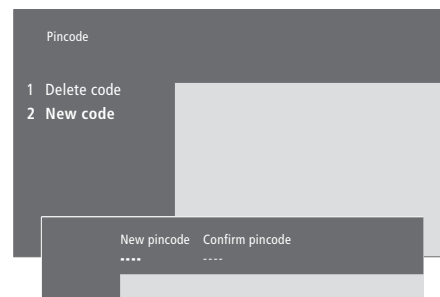 Pincode
1 Delete code
2 New code
New pincode Confirm pincode
---- ----